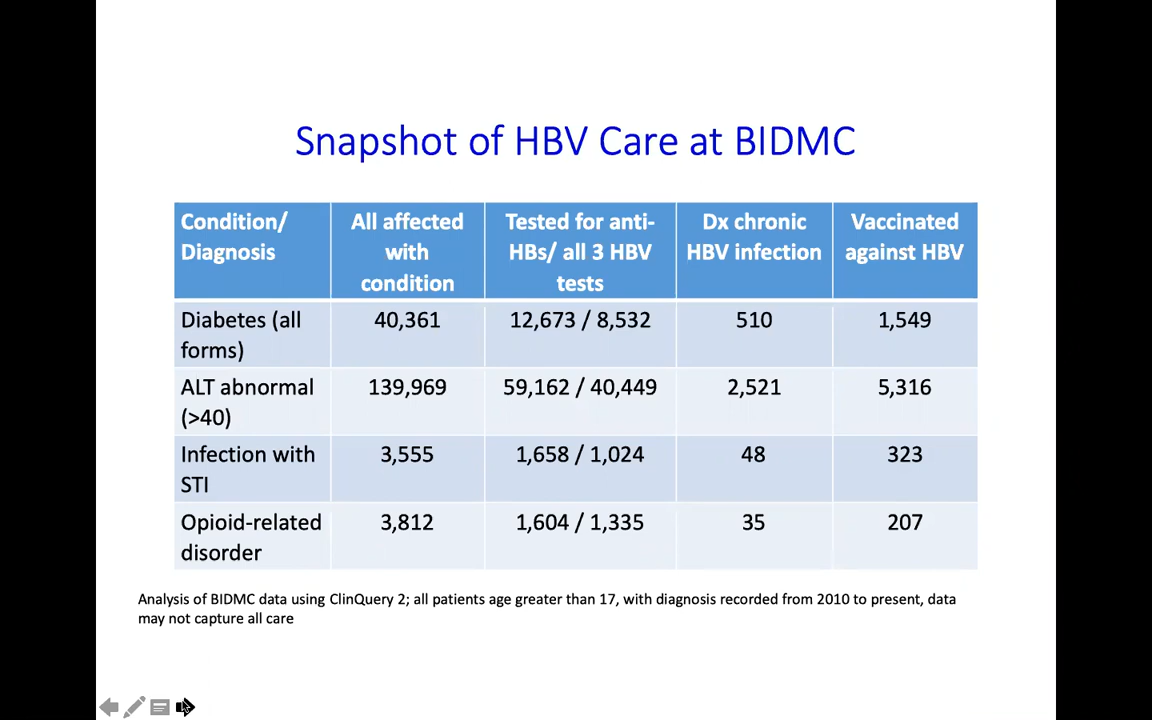 Snapshot of HBV Care at BIDMC
Condition/ Diagnosis
All affected with condition
Tested for anti-HBs/ all 3 HBV tests
Dx chronic HBV infection
Vaccinated against HBV
Diabetes (all forms)
40,361
12,673 / 8,532
510
1,549
ALT abnormal (>40)
139,969
59,162 / 40,449
2,521
5,316
Infection with STI
3,555
1,658 / 1,024
48
323
Opioid-related disorder
3,812
1,604 / 1,335
35
207
Analysis of BIDMC data using ClinQuery 2; all patients age greater than 17, with diagnosis recorded from 2010 to present, data
may not capture all care